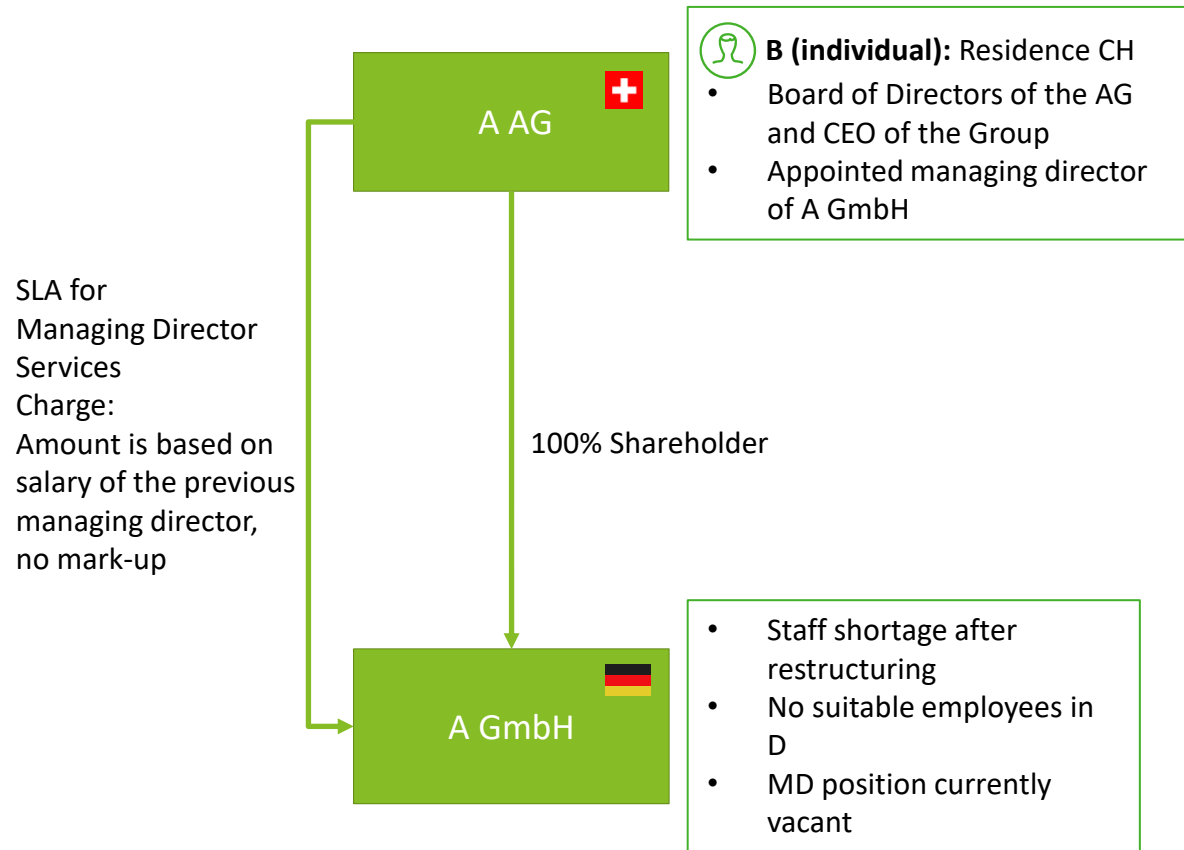 B (individual): Residence CH
• Board of Directors of the AG
and CEO of the Group
• Appointed managing director
of A GmbH
A AG
SLA for
Managing Director
Services
Charge:
Amount is based on
salary of the previous
managing director,
no mark-up
100% Shareholder
A GmbH
• Staff shortage after
restructuring
• No suitable employees in
D
• MD position currently
vacant